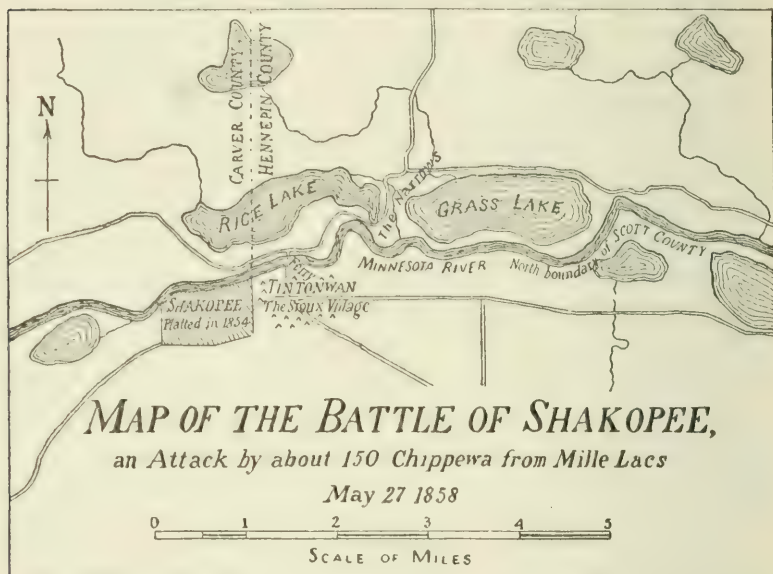 N
CARVER COUNTY
HENNEPIN COUNTY
RICE LAKE
The Narrows
GRASS LAKE
MINNESOTA RIVER
North boundary of SCOTT COUNTY
Ferry
TINTONWAN
The Sioux Village
SHAKOPEE
Platted in 1854
MAP OF THE BATTLE OF SHAKOPEE,
an Attack by about 150 Chippewa from Mille Lacs
May 27 1858
0 1 2 3 4 5
SCALE OF MILES